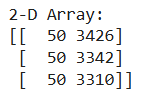 2-D Array:
[[  50 3426]
 [  50 3342]
 [  50 3310]]